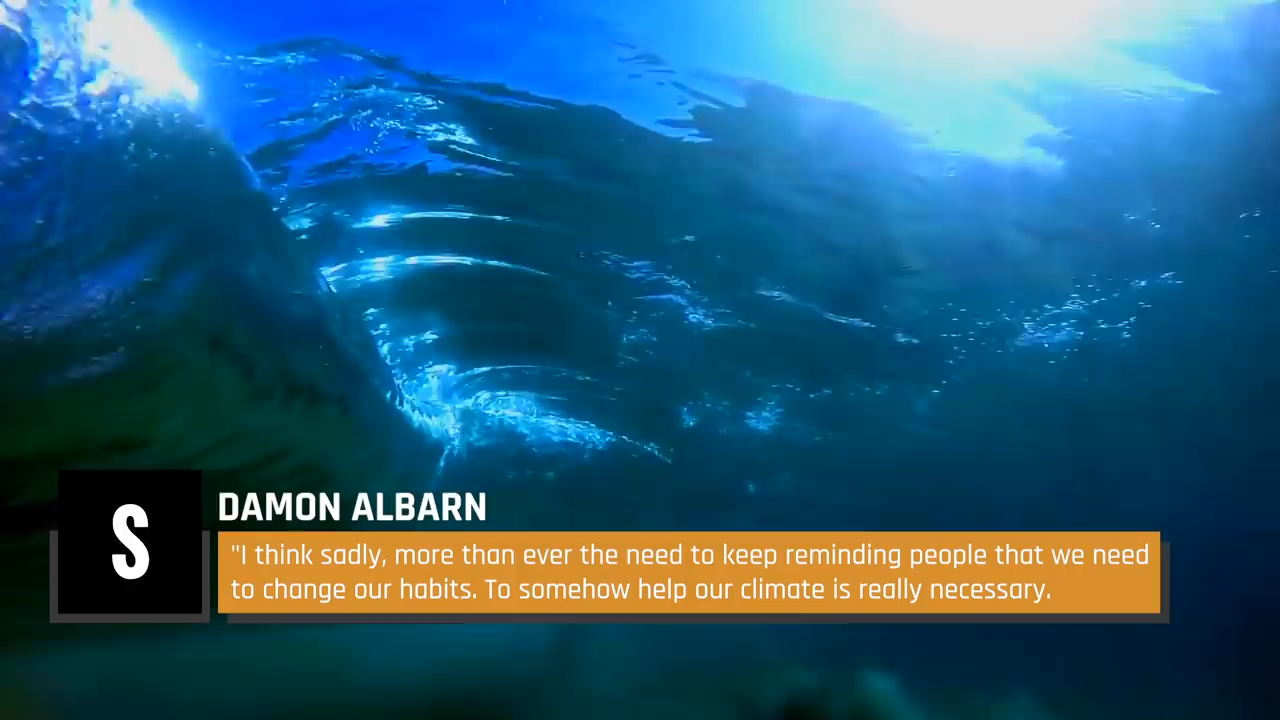 S
DAMON ALBARN
"I think sadly, more than ever the need to keep reminding people that we need
to change our habits. To somehow help our climate is really necessary.